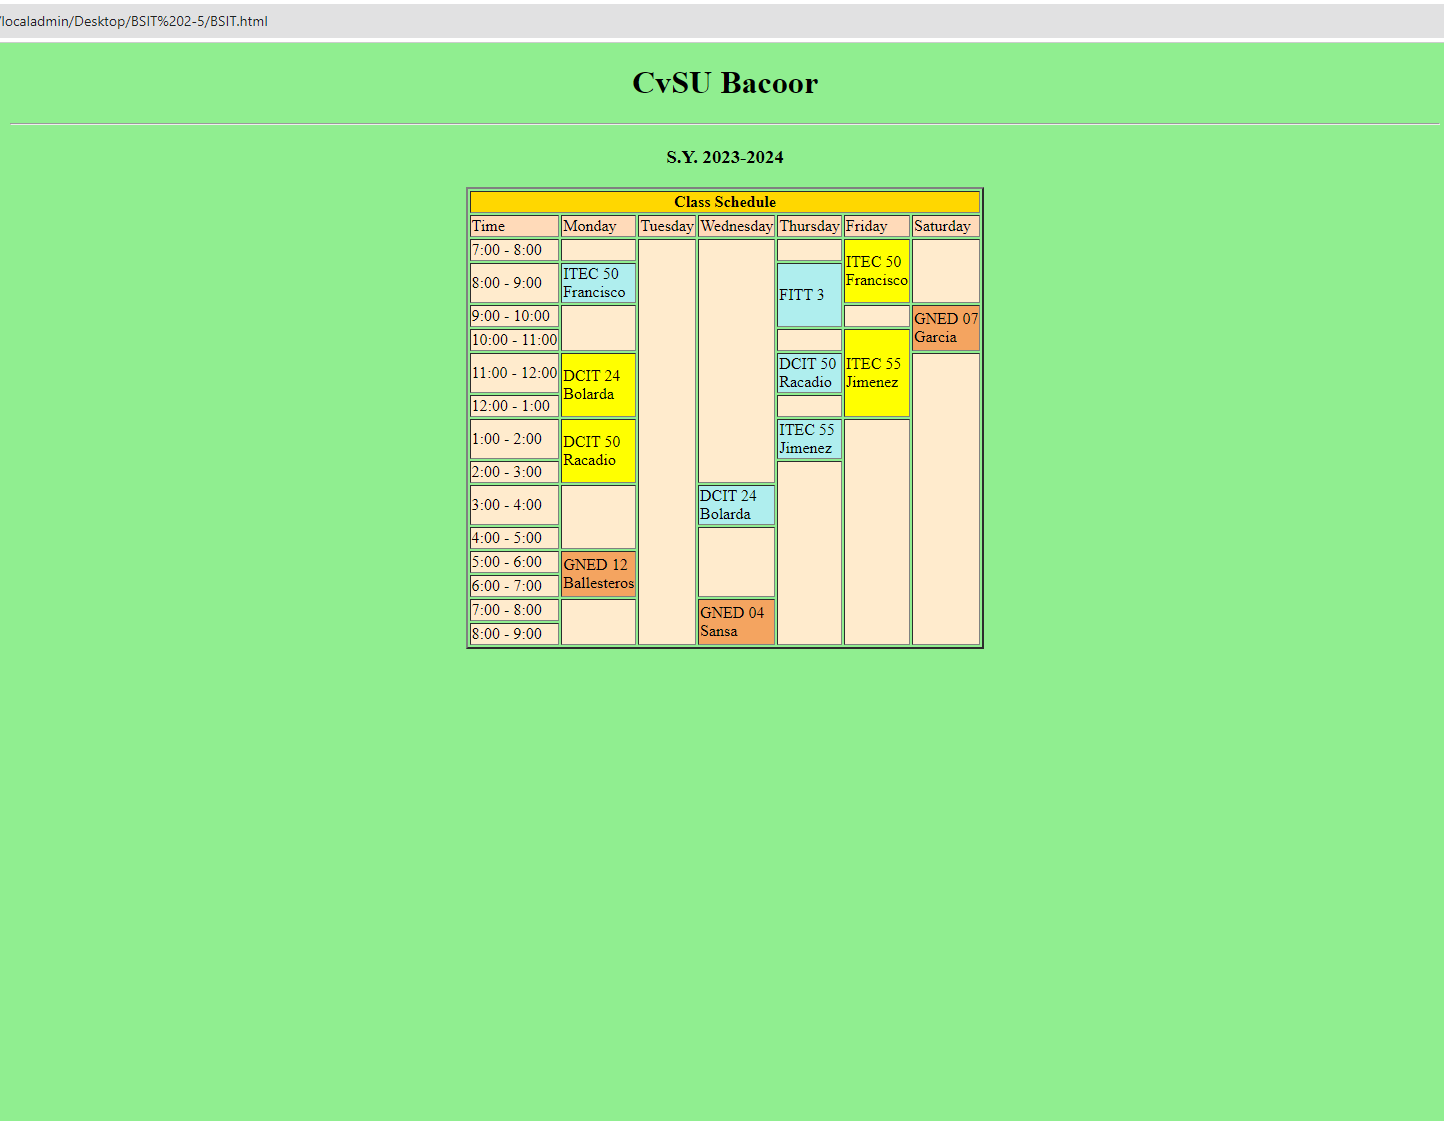 /localadmin/Desktop/BSIT%202-5/BSIT.html
CvSU Bacoor
S.Y. 2023-2024
Class Schedule
Time Monday Tuesday Wednesday Thursday Friday Saturday
7:00 - 8:00
ITEC 50
Francisco
8:00 - 9:00
ITEC 50
Francisco
FITT 3
9:00 - 10:00
GNED 07
Garcia
10:00 - 11:00
ITEC 55
Jimenez
11:00 - 12:00
DCIT 24
Bolarda
DCIT 50
Racadio
12:00 - 1:00
1:00 - 2:00
DCIT 50
Racadio
ITEC 55
Jimenez
2:00 - 3:00
3:00 - 4:00
DCIT 24
Bolarda
4:00 - 5:00
5:00 - 6:00
GNED 12
Ballesteros
6:00 - 7:00
7:00 - 8:00
GNED 04
Sansa
8:00 - 9:00